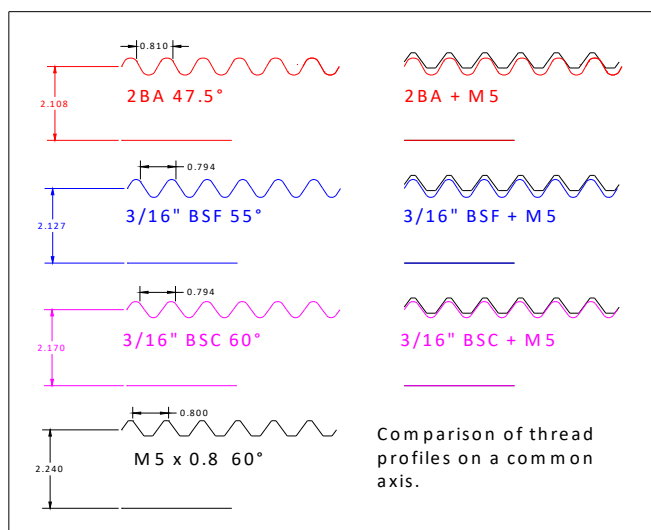 0.810
2.108
2BA 47.5°
2BA + M5
0.794
2.127
3/16" BSF 55°
3/16" BSF + M5
0.794
2.170
3/16" BSC 60°
3/16" BSC + M5
0.800
2.240
M5 x 0.8 60°
Comparison of thread
profiles on a common
axis.